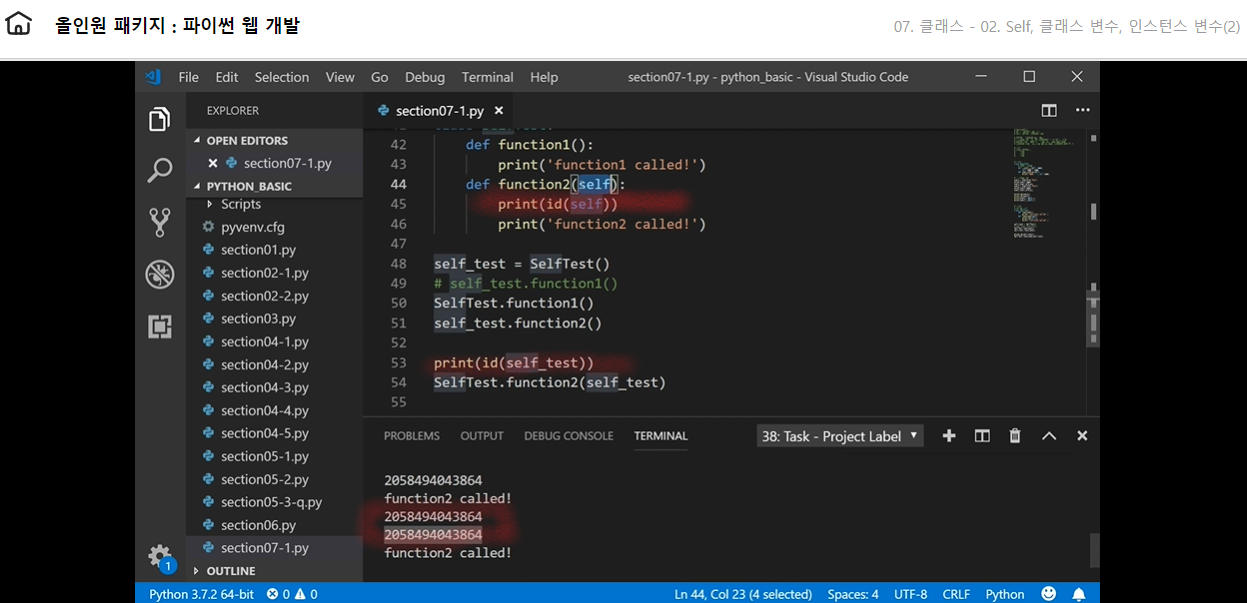 올인원 패키지 : 파이썬 웹 개발
07. 클래스 - 02. Self, 클래스 변수, 인스턴스 변수(2)
File Edit Selection View Go Debug Terminal Help
section07-1.py - python_basic - Visual Studio Code
EXPLORER
OPEN EDITORS
section07-1.py
PYTHON_BASIC
Scripts
pyvenv.cfg
section01.py
section02-1.py
section02-2.py
section03.py
section04-1.py
section04-2.py
section04-3.py
section04-4.py
section04-5.py
section05-1.py
section05-2.py
section05-3-q.py
section06.py
section07-1.py
OUTLINE
section07-1.py
42 def function1():
43 print('function1 called!')
44 def function2(self):
45 print(id(self))
46 print('function2 called!')
47
48 self_test = SelfTest()
49 # self_test.function1()
50 SelfTest.function1()
51 self_test.function2()
52
53 print(id(self_test))
54 SelfTest.function2(self_test)
55
PROBLEMS OUTPUT DEBUG CONSOLE TERMINAL
38: Task - Project Label
2058494043864
function2 called!
2058494043864
2058494043864
function2 called!
1
Python 3.7.2 64-bit 0 0
Ln 44, Col 23 (4 selected) Spaces: 4 UTF-8 CRLF Python